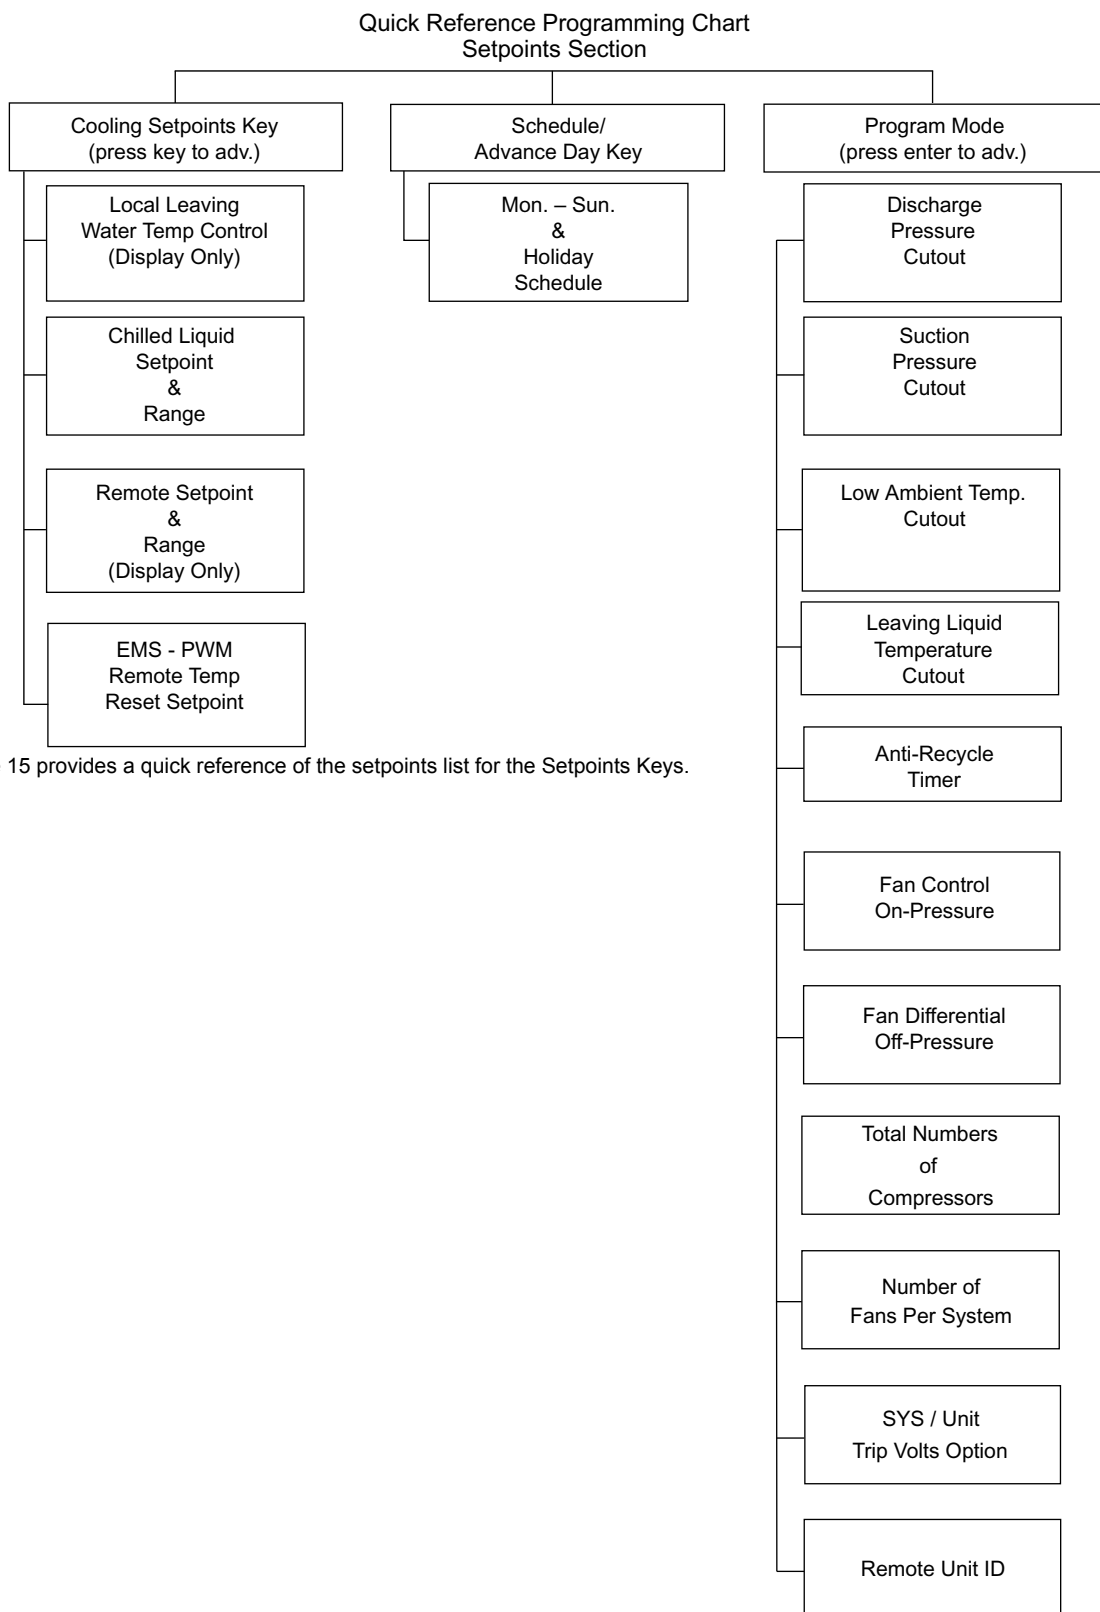 Quick Reference Programming Chart
Setpoints Section
Cooling Setpoints Key
(press key to adv.)
Local Leaving
Water Temp Control
(Display Only)
Chilled Liquid
Setpoint
&
Range
Remote Setpoint
&
Range
(Display Only)
EMS - PWM
Remote Temp
Reset Setpoint
Schedule/
Advance Day Key
Mon. – Sun.
&
Holiday
Schedule
Program Mode
(press enter to adv.)
Discharge
Pressure
Cutout
Suction
Pressure
Cutout
Low Ambient Temp.
Cutout
Leaving Liquid
Temperature
Cutout
Anti-Recycle
Timer
Fan Control
On-Pressure
Fan Differential
Off-Pressure
Total Numbers
of
Compressors
Number of
Fans Per System
SYS / Unit
Trip Volts Option
Remote Unit ID
15 provides a quick reference of the setpoints list for the Setpoints Keys.